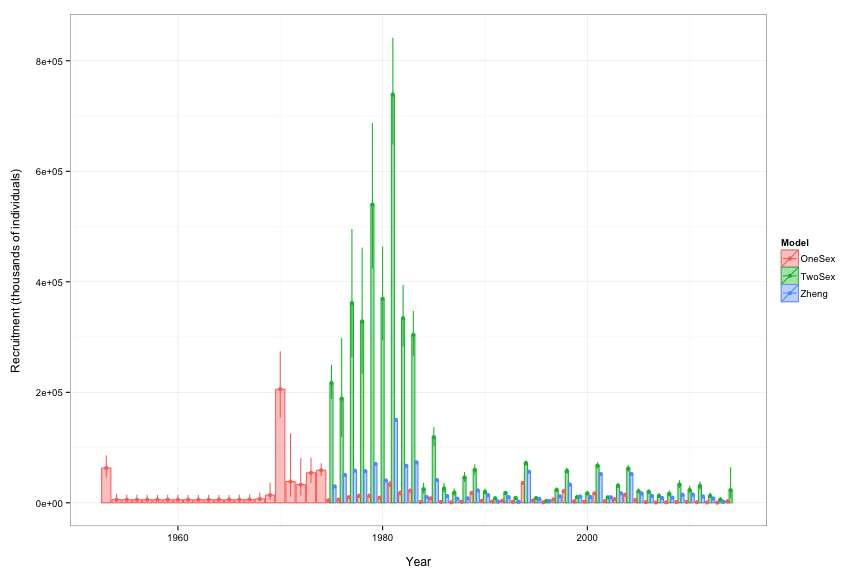 8e+05
6e+05
4e+05
2e+05
0e+00
Recruitment (thousands of individuals)
1960
1980
2000
Year
Model
OneSex
TwoSex
Zheng